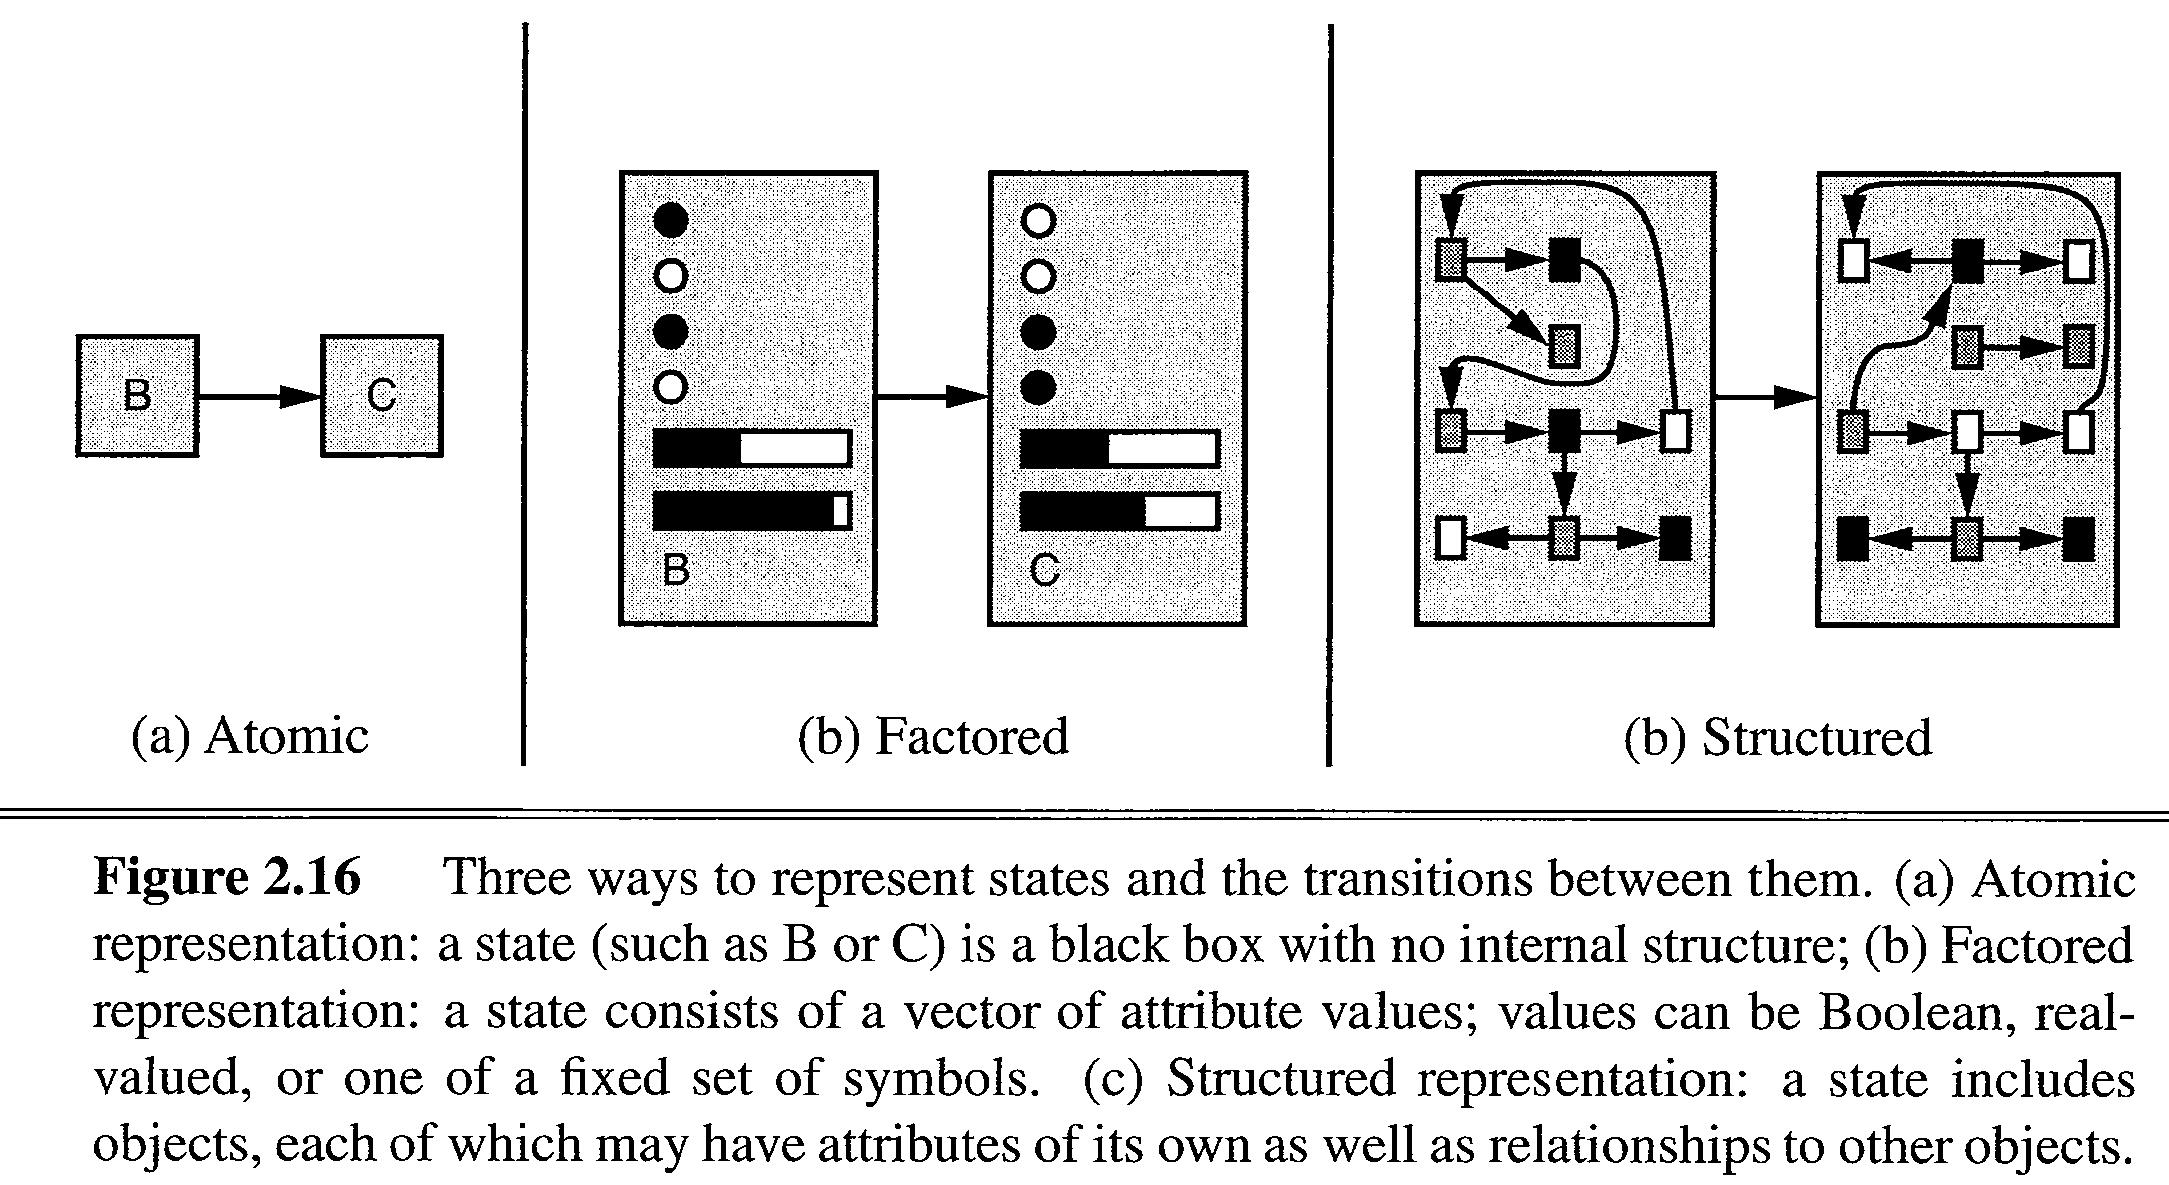 B
C
B
C
(a) Atomic
(b) Factored
(b) Structured
Figure 2.16 Three ways to represent states and the transitions between them. (a) Atomic
representation: a state (such as B or C) is a black box with no internal structure; (b) Factored
representation: a state consists of a vector of attribute values; values can be Boolean, real-
valued, or one of a fixed set of symbols. (c) Structured representation: a state includes
objects, each of which may have attributes of its own as well as relationships to other objects.